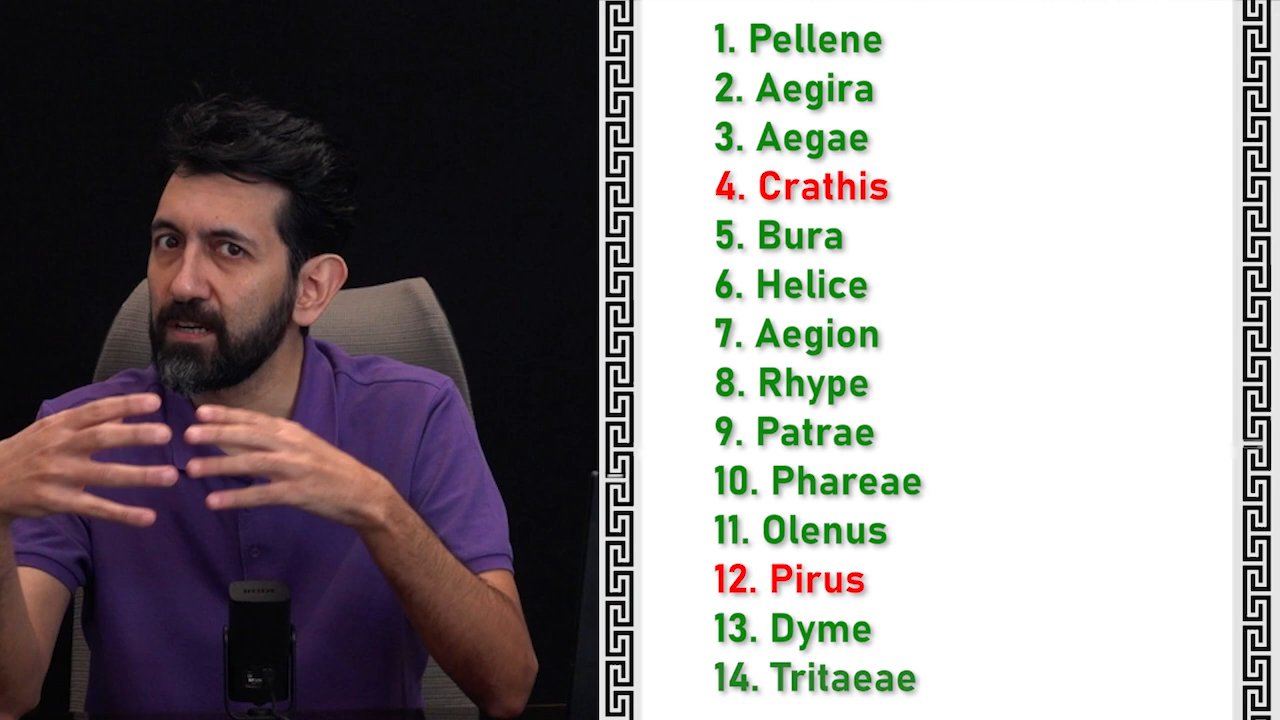 1. Pellene
2. Aegira
3. Aegae
4. Crathis
5. Bura
6. Helice
7. Aegion
8. Rhype
9. Patrae
10. Phareae
11. Olenus
12. Pirus
13. Dyme
14. Tritaeae